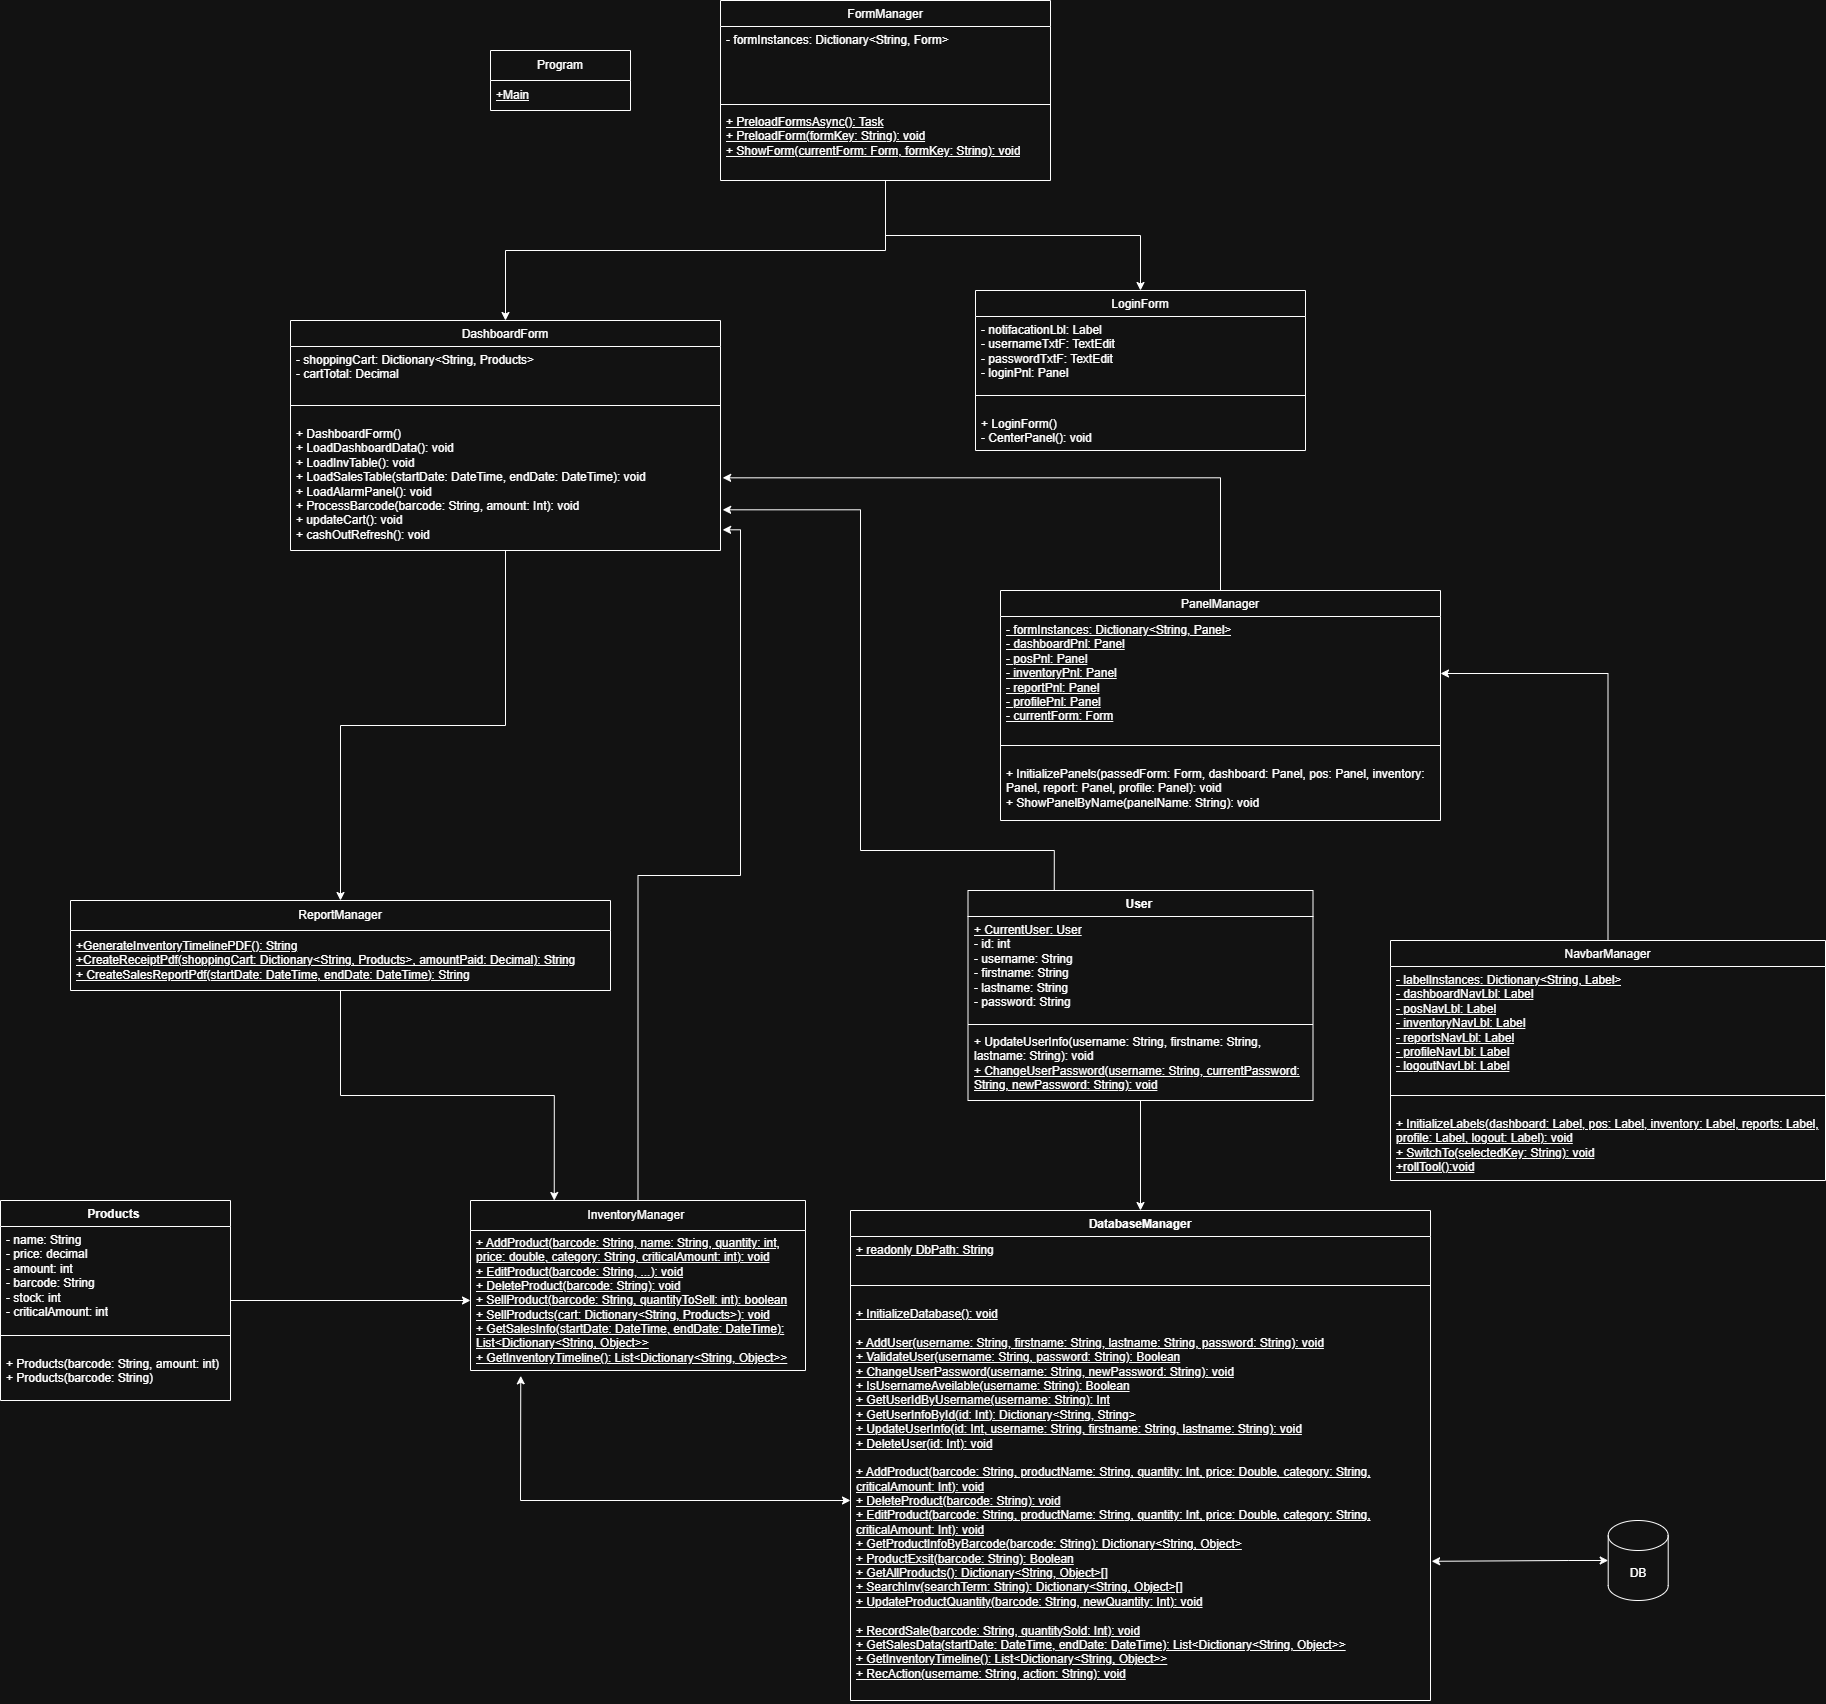 FormManager
- formInstances: Dictionary<String, Form>
+ PreloadFormsAsync(): Task
+ PreloadForm(formKey: String): void
+ ShowForm(currentForm: Form, formKey: String): void
Program
+Main
DashboardForm
- shoppingCart: Dictionary<String, Products>
- cartTotal: Decimal
+ DashboardForm()
+ LoadDashboardData(): void
+ LoadInvTable(): void
+ LoadSalesTable(startDate: DateTime, endDate: DateTime): void
+ LoadAlarmPanel(): void
+ ProcessBarcode(barcode: String, amount: Int): void
+ updateCart(): void
+ cashOutRefresh(): void
LoginForm
- notifacationLbl: Label
- usernameTxtF: TextEdit
- passwordTxtF: TextEdit
- loginPnl: Panel
+ LoginForm()
- CenterPanel(): void
PanelManager
- formInstances: Dictionary<String, Panel>
- dashboardPnl: Panel
- posPnl: Panel
- inventoryPnl: Panel
- reportPnl: Panel
- profilePnl: Panel
- currentForm: Form
+ InitializePanels(passedForm: Form, dashboard: Panel, pos: Panel, inventory:
Panel, report: Panel, profile: Panel): void
+ ShowPanelByName(panelName: String): void
ReportManager
+GenerateInventoryTimelinePDF(): String
+CreateReceiptPdf(shoppingCart: Dictionary<String, Products>, amountPaid: Decimal): String
+ CreateSalesReportPdf(startDate: DateTime, endDate: DateTime): String
User
+ CurrentUser: User
- id: int
- username: String
- firstname: String
- lastname: String
- password: String
+ UpdateUserInfo(username: String, firstname: String,
lastname: String): void
+ ChangeUserPassword(username: String, currentPassword:
String, newPassword: String): void
NavbarManager
- labelInstances: Dictionary<String, Label>
- dashboardNavLbl: Label
- posNavLbl: Label
- inventoryNavLbl: Label
- reportsNavLbl: Label
- profileNavLbl: Label
- logoutNavLbl: Label
+ InitializeLabels(dashboard: Label, pos: Label, inventory: Label, reports: Label,
profile: Label, logout: Label): void
+ SwitchTo(selectedKey: String): void
+rollTool():void
Products
- name: String
- price: decimal
- amount: int
- barcode: String
- stock: int
- criticalAmount: int
+ Products(barcode: String, amount: int)
+ Products(barcode: String)
InventoryManager
+ AddProduct(barcode: String, name: String, quantity: int,
price: double, category: String, criticalAmount: int): void
+ EditProduct(barcode: String, ...): void
+ DeleteProduct(barcode: String): void
+ SellProduct(barcode: String, quantityToSell: int): boolean
+ SellProducts(cart: Dictionary<String, Products>): void
+ GetSalesInfo(startDate: DateTime, endDate: DateTime):
List<Dictionary<String, Object>>
+ GetInventoryTimeline(): List<Dictionary<String, Object>>
DatabaseManager
+ readonly DbPath: String
+ InitializeDatabase(): void
+ AddUser(username: String, firstname: String, lastname: String, password: String): void
+ ValidateUser(username: String, password: String): Boolean
+ ChangeUserPassword(username: String, newPassword: String): void
+ IsUsernameAveilable(username: String): Boolean
+ GetUserIdByUsername(username: String): Int
+ GetUserInfoById(id: Int): Dictionary<String, String>
+ UpdateUserInfo(id: Int, username: String, firstname: String, lastname: String): void
+ DeleteUser(id: Int): void
+ AddProduct(barcode: String, productName: String, quantity: Int, price: Double, category: String,
criticalAmount: Int): void
+ DeleteProduct(barcode: String): void
+ EditProduct(barcode: String, productName: String, quantity: Int, price: Double, category: String,
criticalAmount: Int): void
+ GetProductInfoByBarcode(barcode: String): Dictionary<String, Object>
+ ProductExsit(barcode: String): Boolean
+ GetAllProducts(): Dictionary<String, Object>[]
+ SearchInv(searchTerm: String): Dictionary<String, Object>[]
+ UpdateProductQuantity(barcode: String, newQuantity: Int): void
+ RecordSale(barcode: String, quantitySold: Int): void
+ GetSalesData(startDate: DateTime, endDate: DateTime): List<Dictionary<String, Object>>
+ GetInventoryTimeline(): List<Dictionary<String, Object>>
+ RecAction(username: String, action: String): void
DB